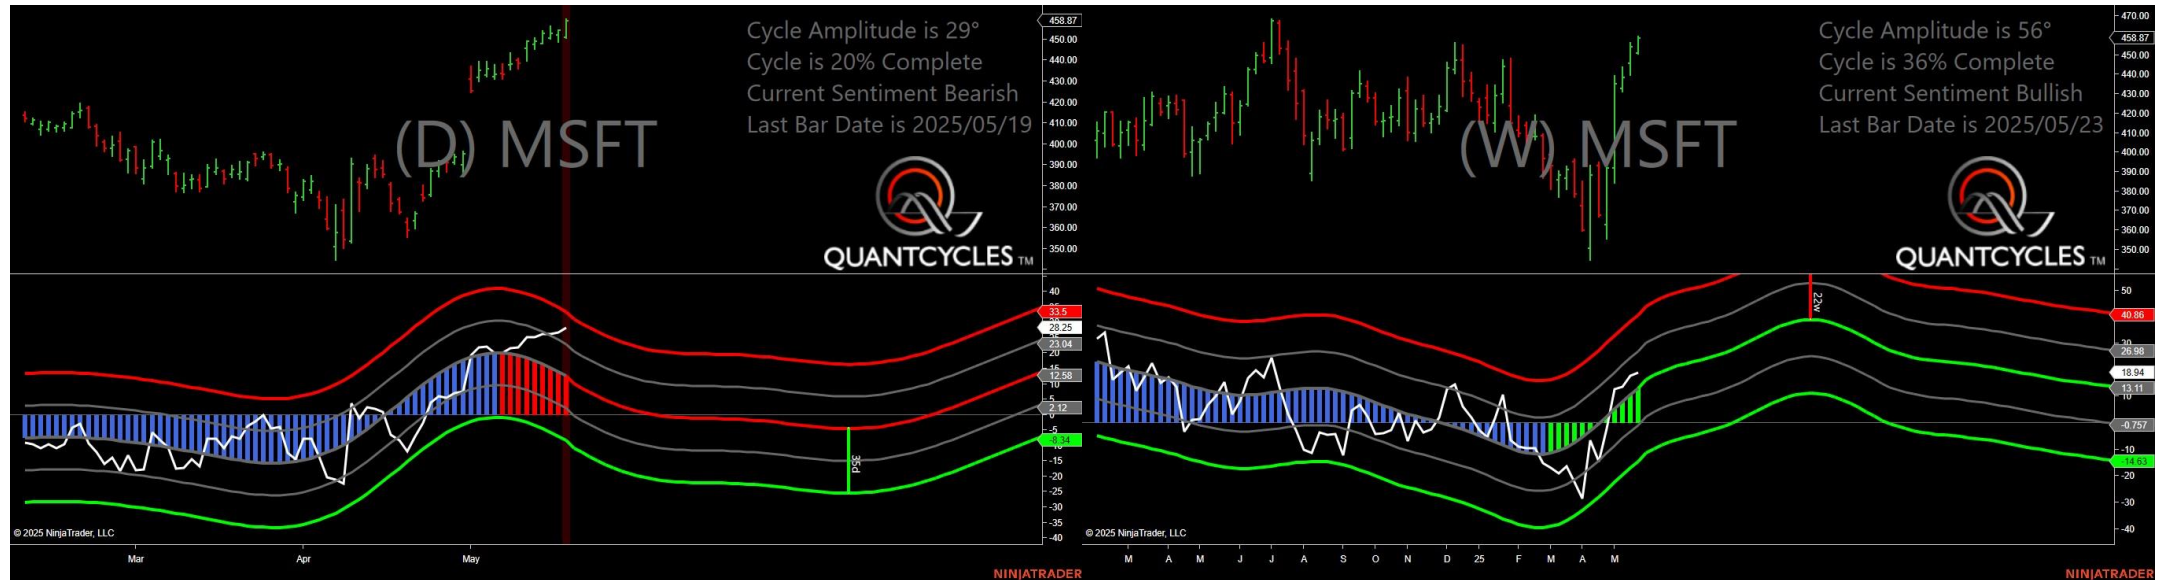 Cycle Amplitude is 29°
Cycle is 20% Complete
Current Sentiment Bearish
Last Bar Date is 2025/05/19
(D) MSFT
QUANTCYCLES TM
458.87
450.00
440.00
430.00
420.00
410.00
400.00
390.00
380.00
370.00
360.00
350.00
40
33.5
28.25
23.04
20
15
12.58
10
5
2.12
0
-5
-8.34
-15
-20
-25
-30
-35
-40
35d
© 2025 NinjaTrader, LLC
Mar
Apr
May
NINJATRADER
Cycle Amplitude is 56°
Cycle is 36% Complete
Current Sentiment Bullish
Last Bar Date is 2025/05/23
(W) MSFT
QUANTCYCLES TM
470.00
458.87
450.00
440.00
430.00
420.00
410.00
400.00
390.00
380.00
370.00
360.00
350.00
22w
50
40.86
30
26.98
18.94
13.11
10
-0.757
-10
-14.63
-20
-30
-40
© 2025 NinjaTrader, LLC
M A M J J A S O N D 25 F M A M
NINJATRADER